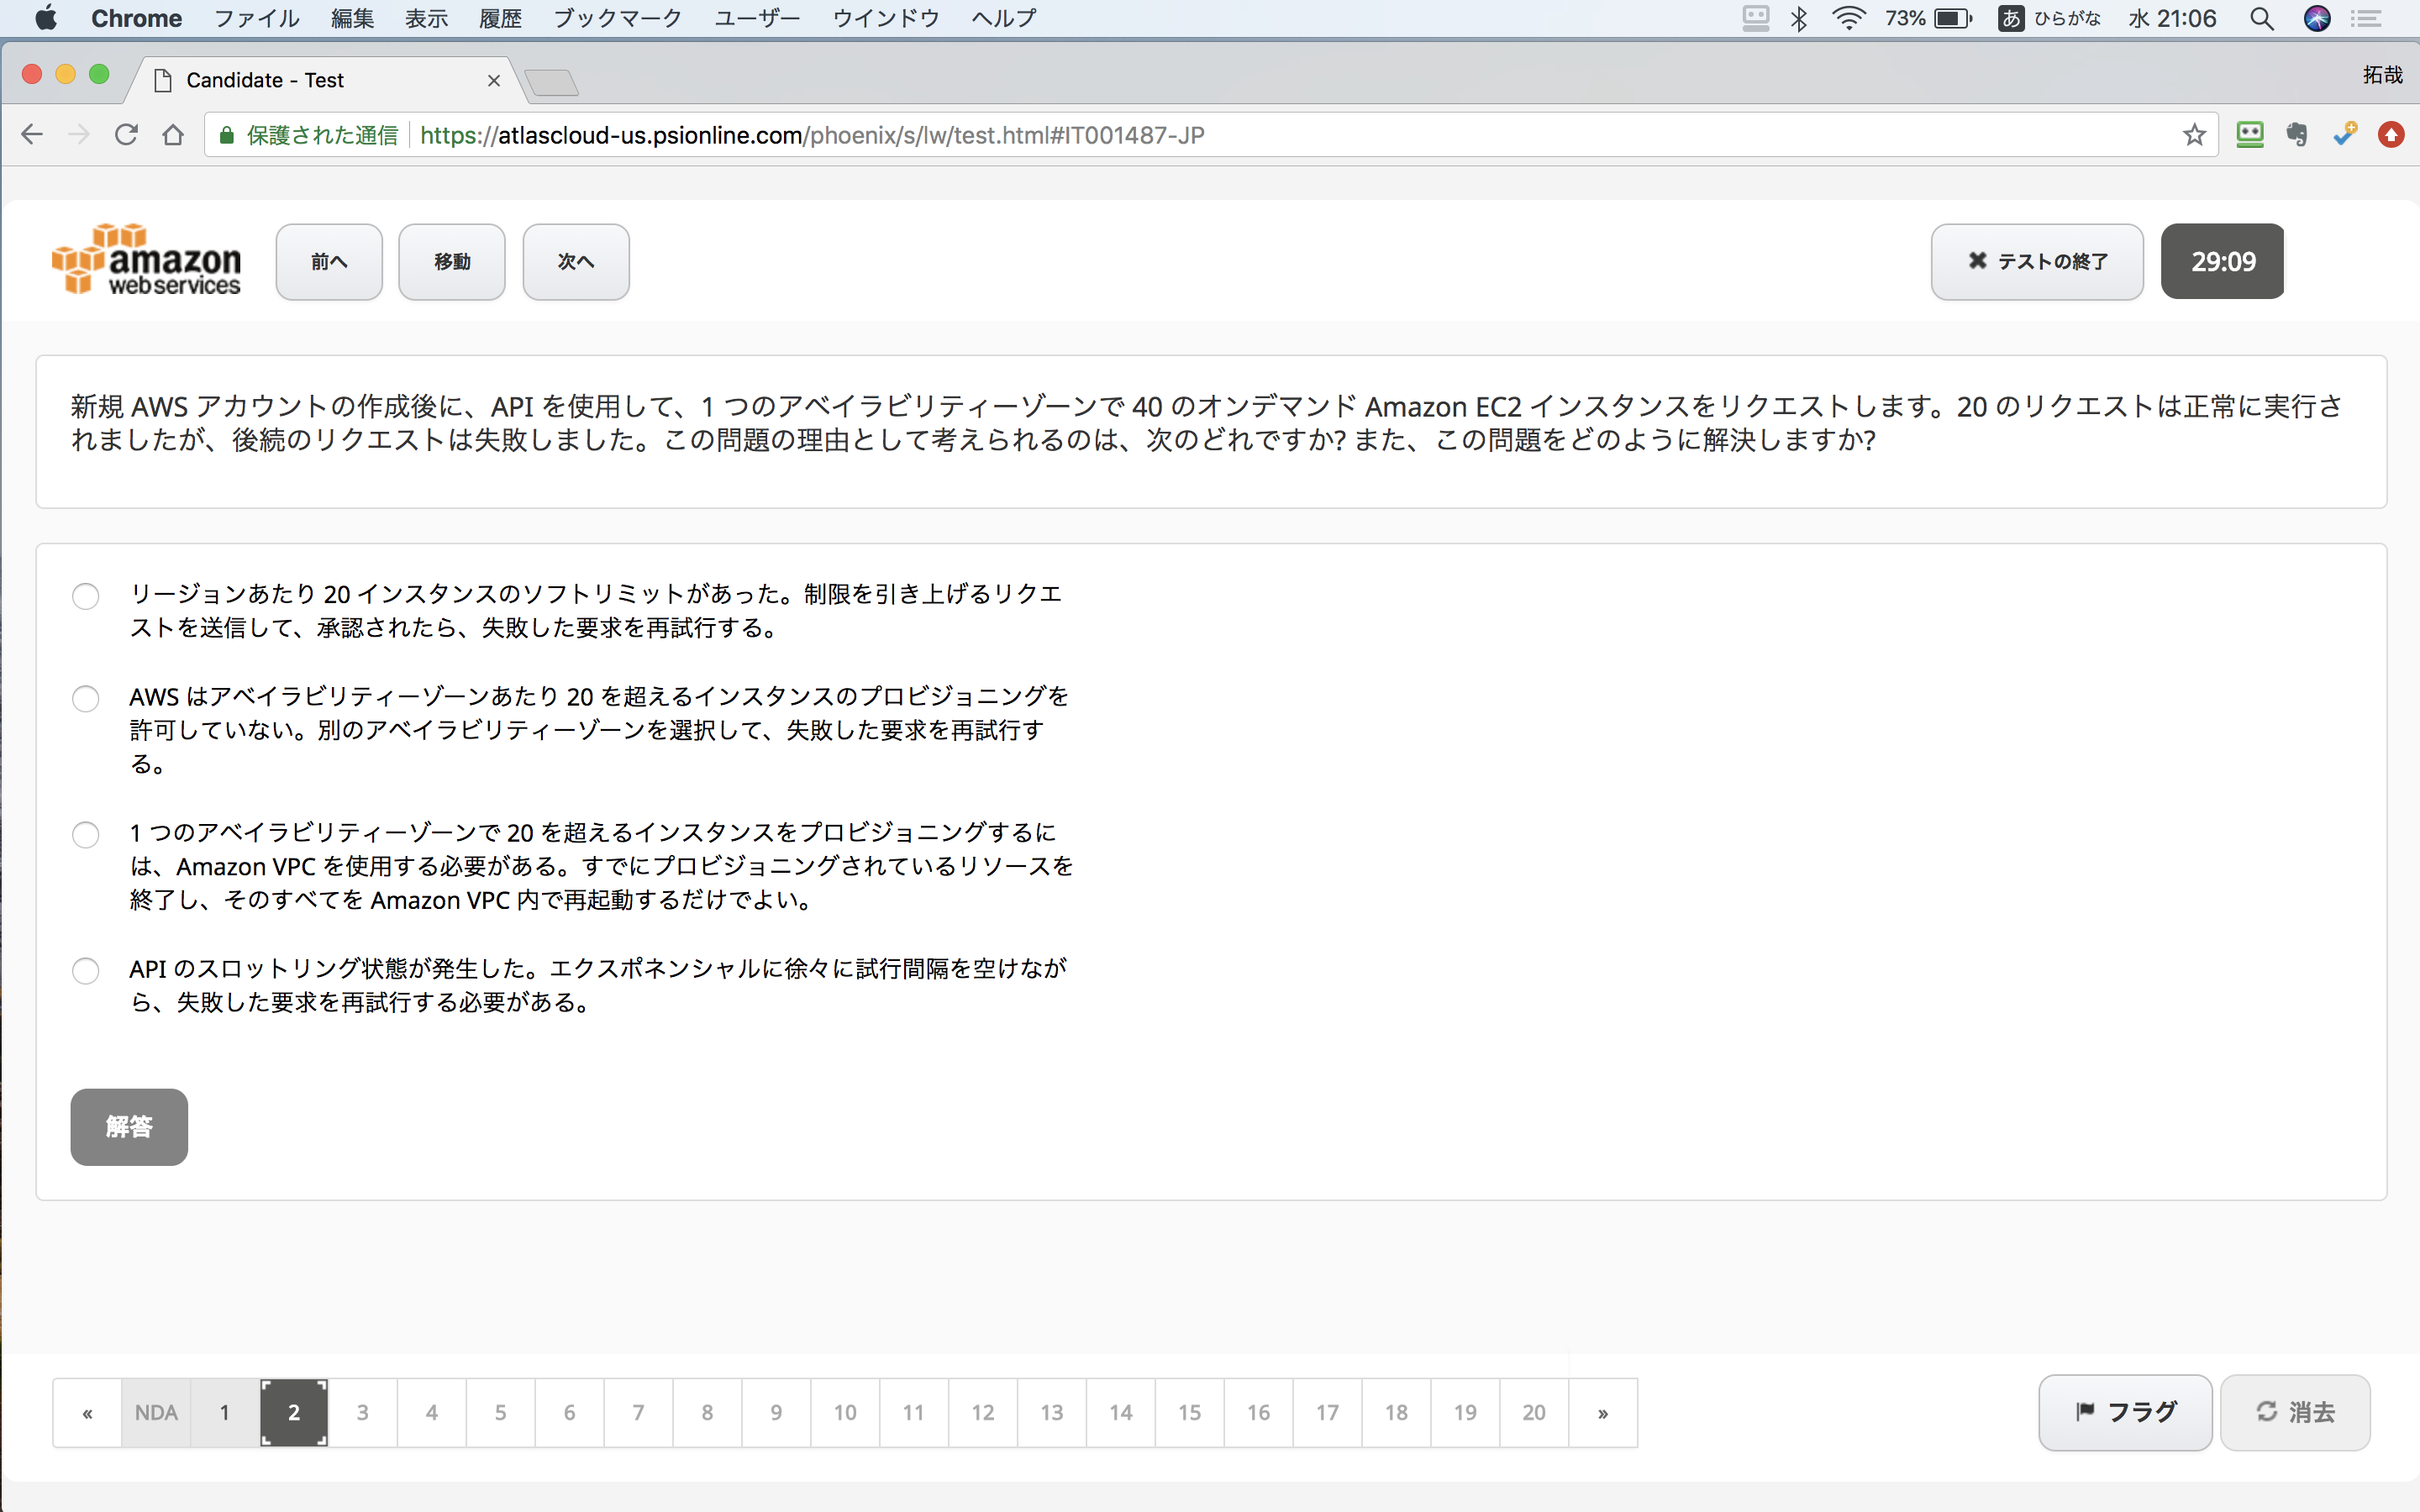 Chrome ファイル 編集 表示 履歴 ブックマーク ユーザー ウインドウ ヘルプ 73% あ ひらがな 水 21:06
Candidate - Test 拓哉
保護された通信 https://atlascloud-us.psionline.com/phoenix/s/lw/test.html#IT001487-JP
amazon
web services
前へ 移動 次へ ✖ テストの終了 29:09
新規 AWS アカウントの作成後に、API を使用して、1 つのアベイラビリティーゾーンで 40 のオンデマンド Amazon EC2 インスタンスをリクエストします。20 のリクエストは正常に実行さ
れましたが、後続のリクエストは失敗しました。この問題の理由として考えられるのは、次のどれですか? また、この問題をどのように解決しますか?
リージョンあたり 20 インスタンスのソフトリミットがあった。制限を引き上げるリクエ
ストを送信して、承認されたら、失敗した要求を再試行する。
AWS はアベイラビリティーゾーンあたり 20 を超えるインスタンスのプロビジョニングを
許可していない。別のアベイラビリティーゾーンを選択して、失敗した要求を再試行す
る。
1 つのアベイラビリティーゾーンで 20 を超えるインスタンスをプロビジョニングするに
は、Amazon VPC を使用する必要がある。すでにプロビジョニングされているリソースを
終了し、そのすべてを Amazon VPC 内で再起動するだけでよい。
API のスロットリング状態が発生した。エクスポネンシャルに徐々に試行間隔を空けなが
ら、失敗した要求を再試行する必要がある。
解答
« NDA 1 2 3 4 5 6 7 8 9 10 11 12 13 14 15 16 17 18 19 20 » フラグ 消去